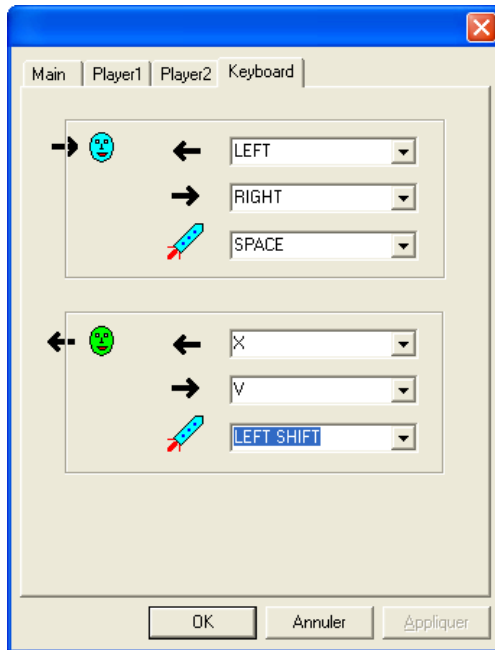 Main Player1 Player2 Keyboard
LEFT
RIGHT
SPACE
X
V
LEFT SHIFT
OK Annuler Appliquer